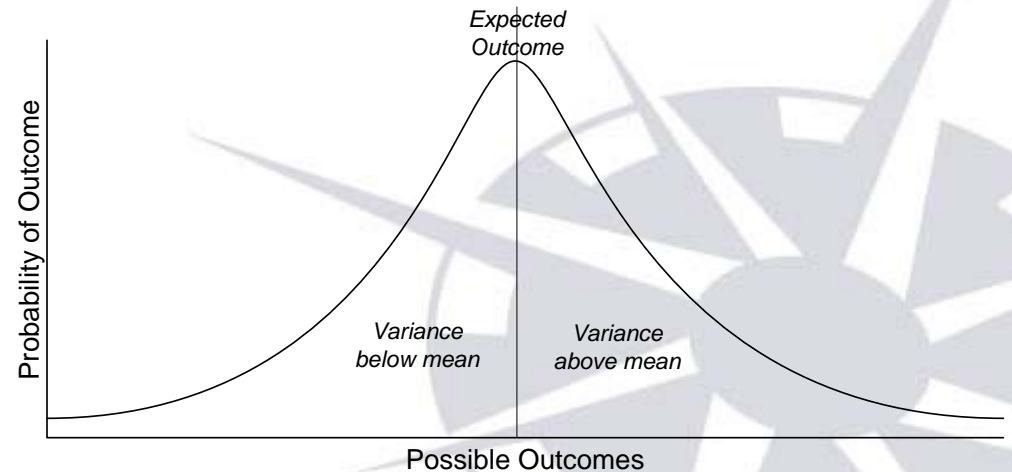 Expected
Outcome
Probability of Outcome
Variance
below mean
Variance
above mean
Possible Outcomes